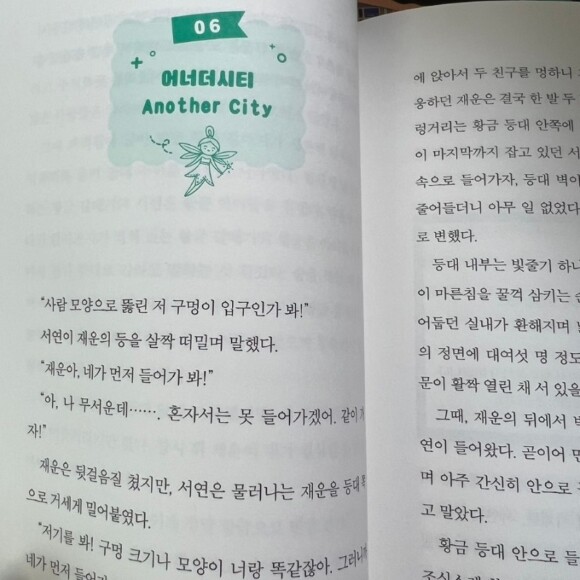 06
어너더시티
Another City
“사람 모양으로 뚫린 저 구멍이 입구인가 봐!”
서연이 재운의 등을 살짝 떠밀며 말했다.
“재운아, 네가 먼저 들어가 봐!”
“아, 나 무서운데……. 혼자서는 못 들어가겠어. 같이
자!”
재운은 뒷걸음질 쳤지만, 서연은 물러나는 재운을 등대
으로 거세게 밀어붙였다.
“저기를 봐! 구멍 크기나 모양이 너랑 똑같잖아. 그러니까
네가 먼저 들어
에 앉아서 두 친구를 멍하니
응하던 재운은 결국 한 발 두
렁거리는 황금 등대 안쪽에
이 마지막까지 잡고 있던 서
속으로 들어가자, 등대 벽이
줄어들더니 아무 일 없었다
로 변했다.
등대 내부는 빛줄기 하나
이 마른침을 꿀꺽 삼키는
어둡던 실내가 환해지며
의 정면에 대여섯 명 정도
문이 활짝 열린 채 서 있을
그때, 재운의 뒤에서
연이 들어왔다. 곧이어
며 아주 간신히 안으로
고 말았다.
황금 등대 안으로